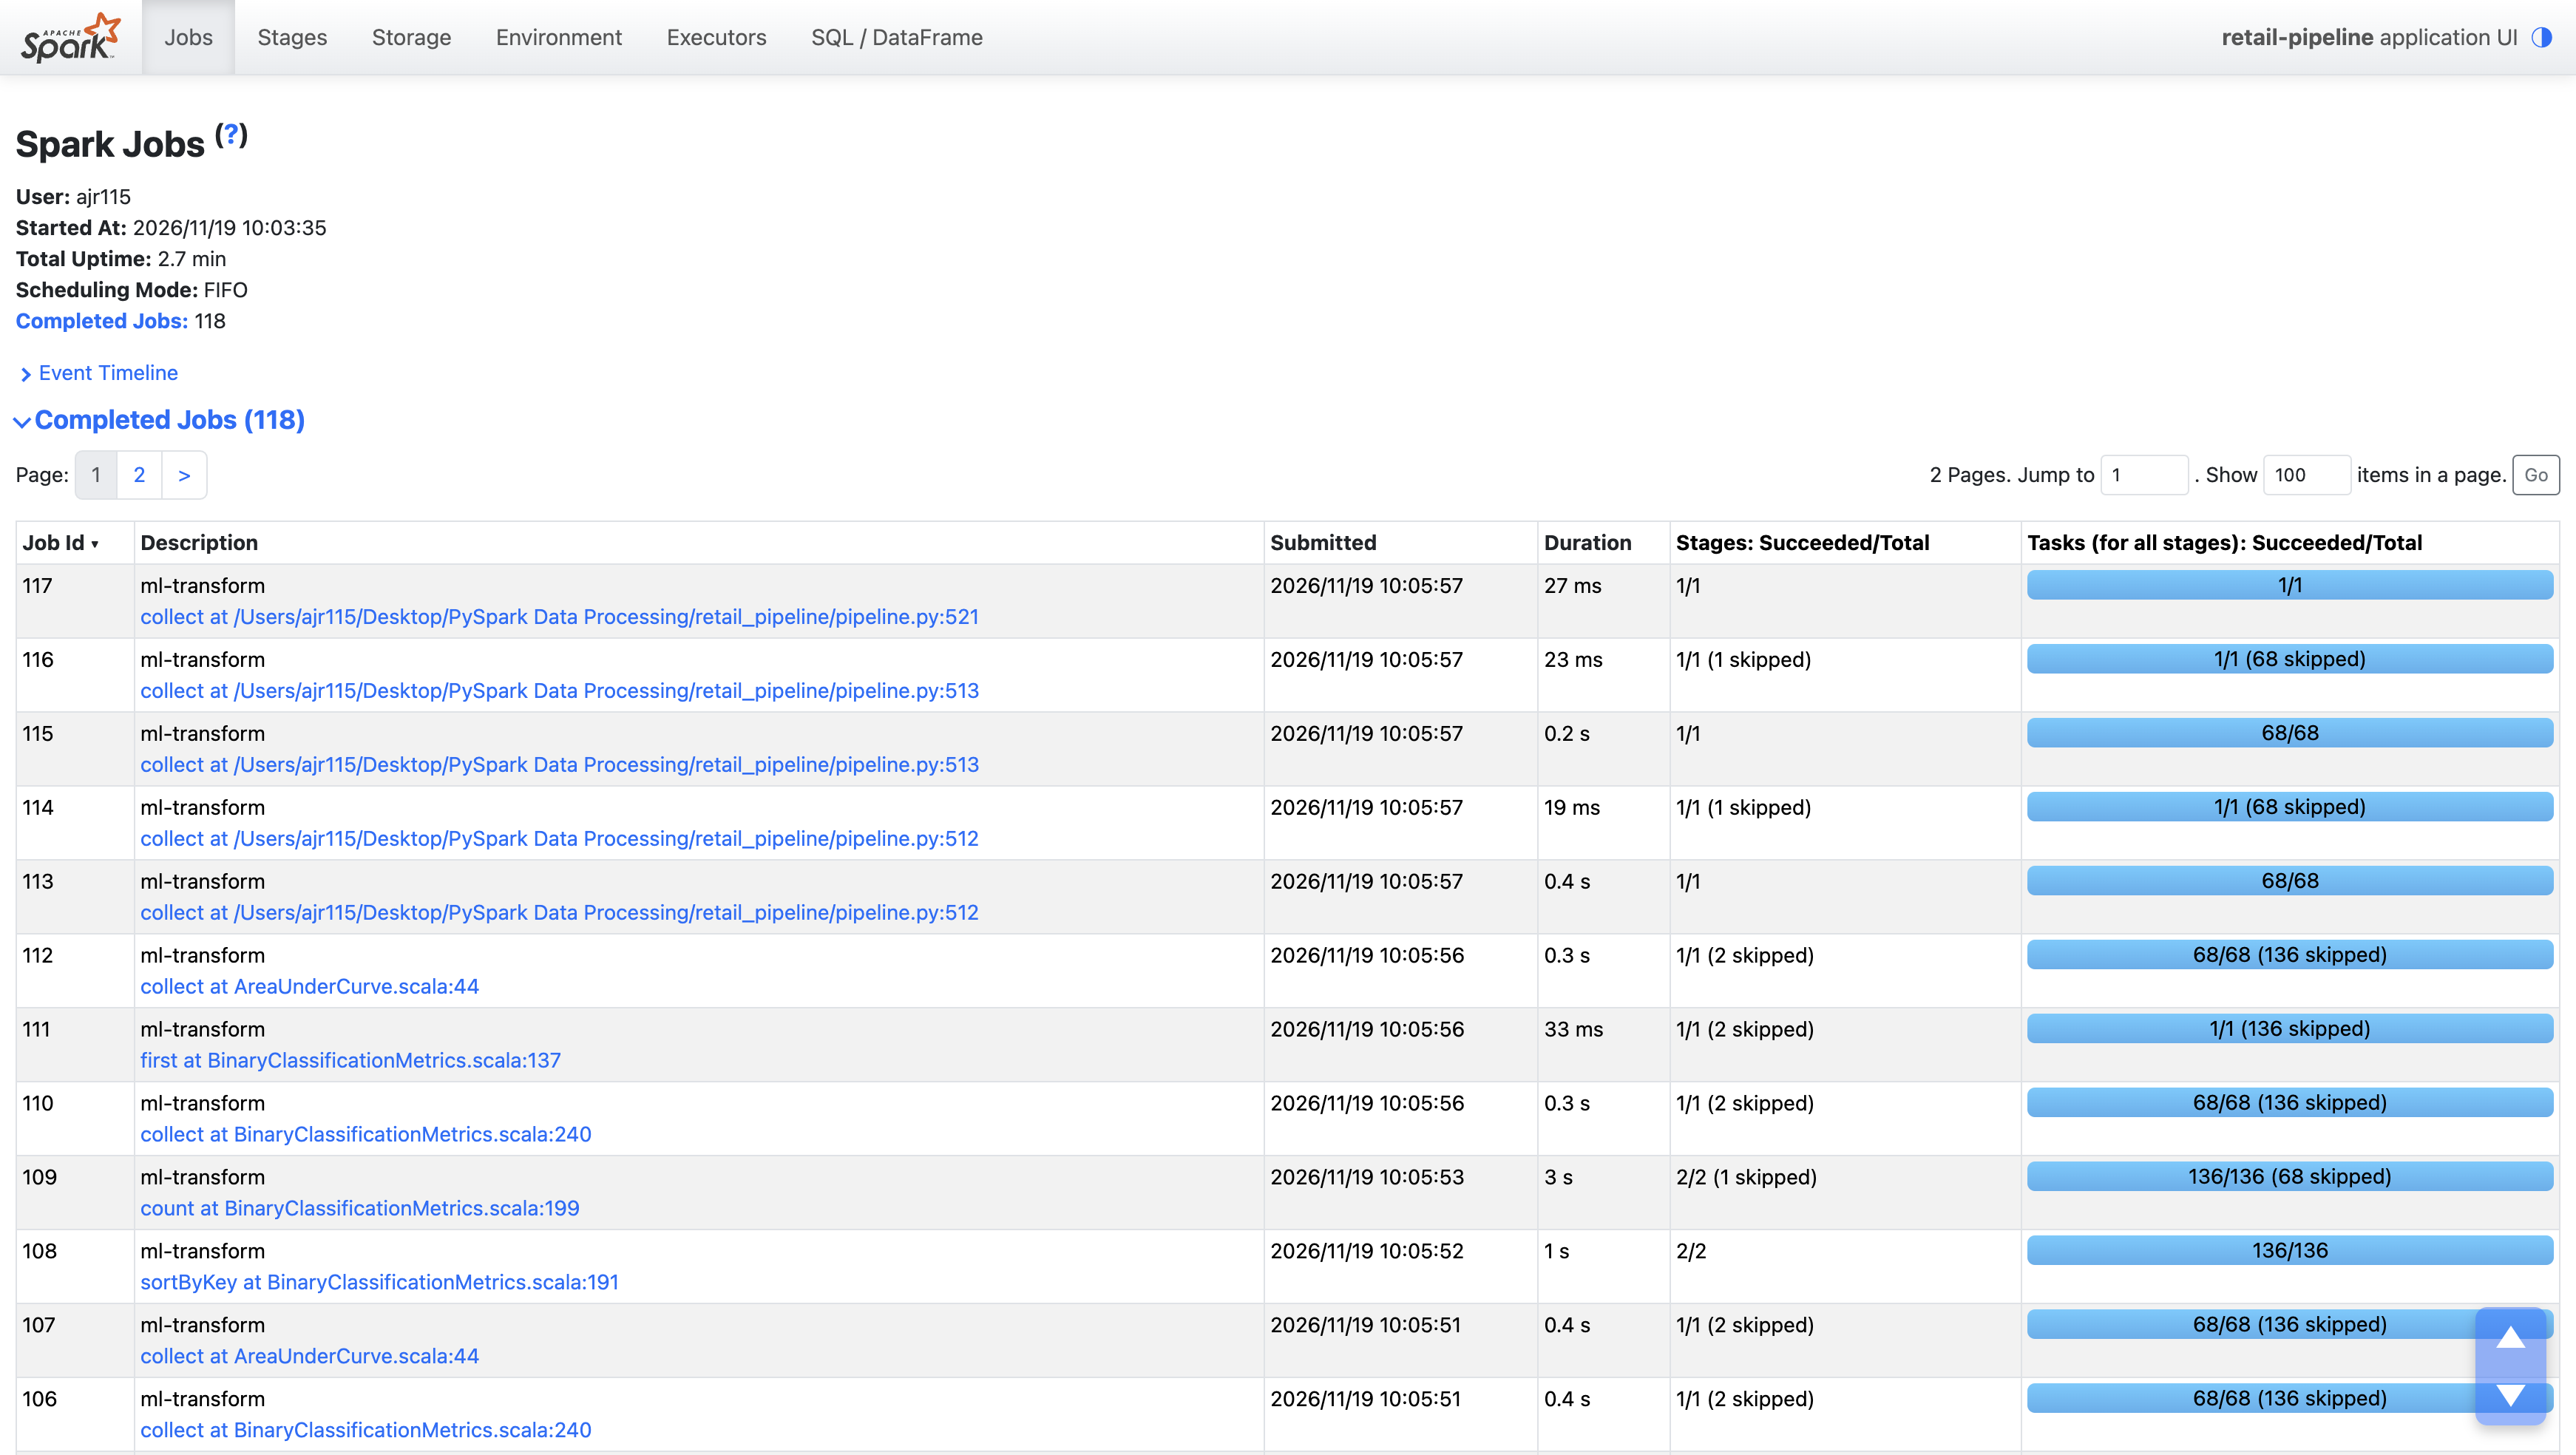 APACHE
Spark
Jobs Stages Storage Environment Executors SQL / DataFrame retail-pipeline application UI
Spark Jobs (?)
User: ajr115
Started At: 2026/11/19 10:03:35
Total Uptime: 2.7 min
Scheduling Mode: FIFO
Completed Jobs: 118
Event Timeline
Completed Jobs (118)
Page: 1 2 > 2 Pages. Jump to 1 . Show 100 items in a page. Go
Job Id ▾ Description Submitted Duration Stages: Succeeded/Total Tasks (for all stages): Succeeded/Total
117 ml-transform 2026/11/19 10:05:57 27 ms 1/1 1/1
collect at /Users/ajr115/Desktop/PySpark Data Processing/retail_pipeline/pipeline.py:521
116 ml-transform 2026/11/19 10:05:57 23 ms 1/1 (1 skipped) 1/1 (68 skipped)
collect at /Users/ajr115/Desktop/PySpark Data Processing/retail_pipeline/pipeline.py:513
115 ml-transform 2026/11/19 10:05:57 0.2 s 1/1 68/68
collect at /Users/ajr115/Desktop/PySpark Data Processing/retail_pipeline/pipeline.py:513
114 ml-transform 2026/11/19 10:05:57 19 ms 1/1 (1 skipped) 1/1 (68 skipped)
collect at /Users/ajr115/Desktop/PySpark Data Processing/retail_pipeline/pipeline.py:512
113 ml-transform 2026/11/19 10:05:57 0.4 s 1/1 68/68
collect at /Users/ajr115/Desktop/PySpark Data Processing/retail_pipeline/pipeline.py:512
112 ml-transform 2026/11/19 10:05:56 0.3 s 1/1 (2 skipped) 68/68 (136 skipped)
collect at AreaUnderCurve.scala:44
111 ml-transform 2026/11/19 10:05:56 33 ms 1/1 (2 skipped) 1/1 (136 skipped)
first at BinaryClassificationMetrics.scala:137
110 ml-transform 2026/11/19 10:05:56 0.3 s 1/1 (2 skipped) 68/68 (136 skipped)
collect at BinaryClassificationMetrics.scala:240
109 ml-transform 2026/11/19 10:05:53 3 s 2/2 (1 skipped) 136/136 (68 skipped)
count at BinaryClassificationMetrics.scala:199
108 ml-transform 2026/11/19 10:05:52 1 s 2/2 136/136
sortByKey at BinaryClassificationMetrics.scala:191
107 ml-transform 2026/11/19 10:05:51 0.4 s 1/1 (2 skipped) 68/68 (136 skipped)
collect at AreaUnderCurve.scala:44
106 ml-transform 2026/11/19 10:05:51 0.4 s 1/1 (2 skipped) 68/68 (136 skipped)
collect at BinaryClassificationMetrics.scala:240